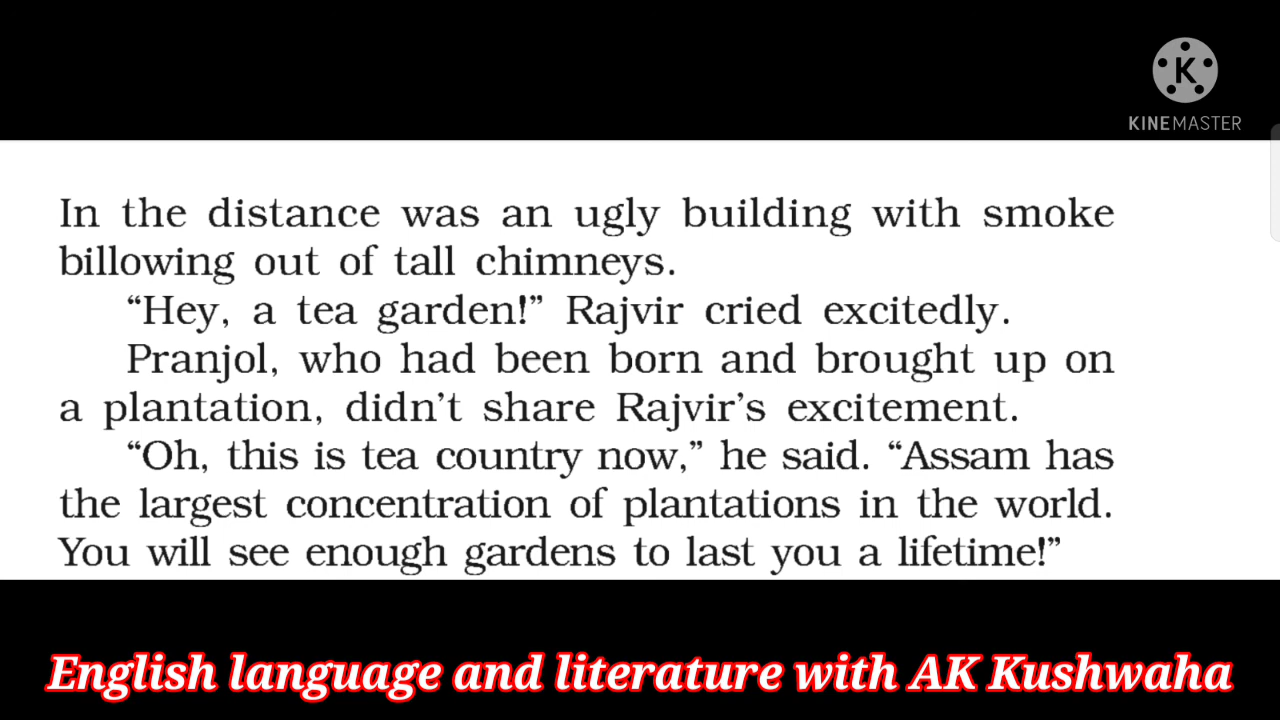 K
KINEMASTER
In the distance was an ugly building with smoke
billowing out of tall chimneys.
“Hey, a tea garden!” Rajvir cried excitedly.
Pranjol, who had been born and brought up on
a plantation, didn’t share Rajvir’s excitement.
“Oh, this is tea country now,” he said. “Assam has
the largest concentration of plantations in the world.
You will see enough gardens to last you a lifetime!”
English language and literature with AK Kushwaha